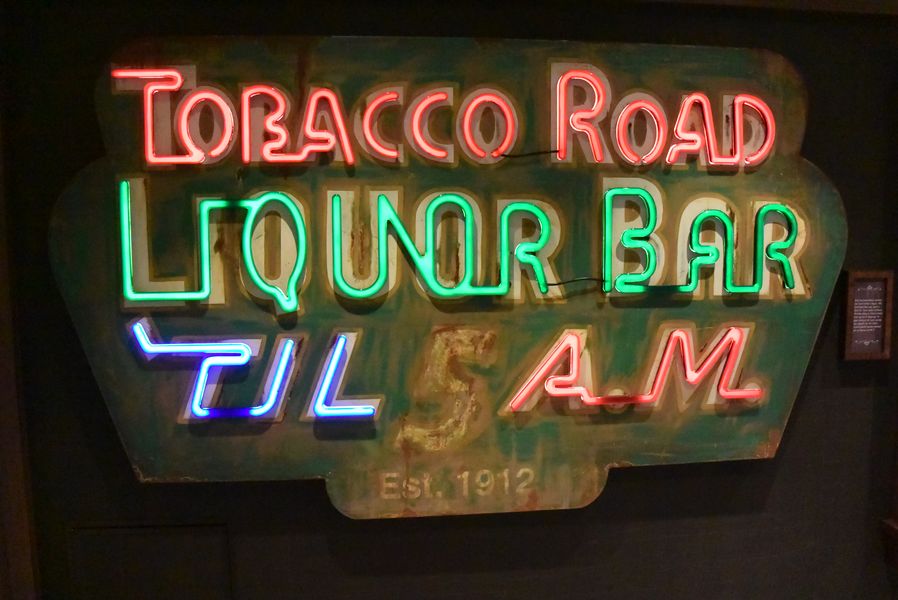 TOBACCO ROAD
LIQUOR BAR
'TIL 5 A.M.
Est. 1912